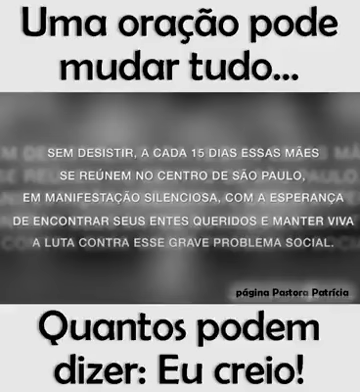 Uma oração pode
mudar tudo...
SEM DESISTIR, A CADA 15 DIAS ESSAS MÃES
SE REÚNEM NO CENTRO DE SÃO PAULO,
EM MANIFESTAÇÃO SILENCIOSA, COM A ESPERANÇA
DE ENCONTRAR SEUS ENTES QUERIDOS E MANTER VIVA
A LUTA CONTRA ESSE GRAVE PROBLEMA SOCIAL.
página Pastora Patrícia
Quantos podem
dizer: Eu creio!